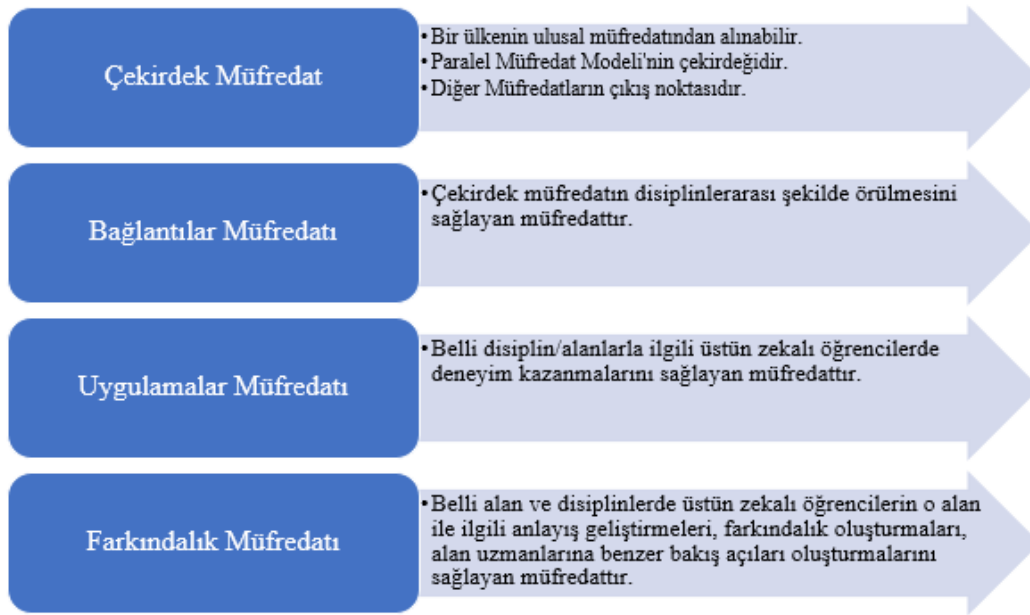 Çekirdek Müfredat
•Bir ülkenin ulusal müfredatından alınabilir.
•Paralel Müfredat Modeli'nin çekirdeğidir.
•Diğer Müfredatların çıkış noktasıdır.
Bağlantılar Müfredatı
•Çekirdek müfredatın disiplinlerarası şekilde örülmesini
sağlayan müfredattır.
Uygulamalar Müfredatı
•Belli disiplin/alanlarla ilgili üstün zekalı öğrencilerde
deneyim kazanmalarını sağlayan müfredattır.
Farkındalık Müfredatı
•Belli alan ve disiplinlerde üstün zekalı öğrencilerin o alan
ile ilgili anlayış geliştirmeleri, farkındalık oluşturmaları,
alan uzmanlarına benzer bakış açıları oluşturmalarını
sağlayan müfredattır.